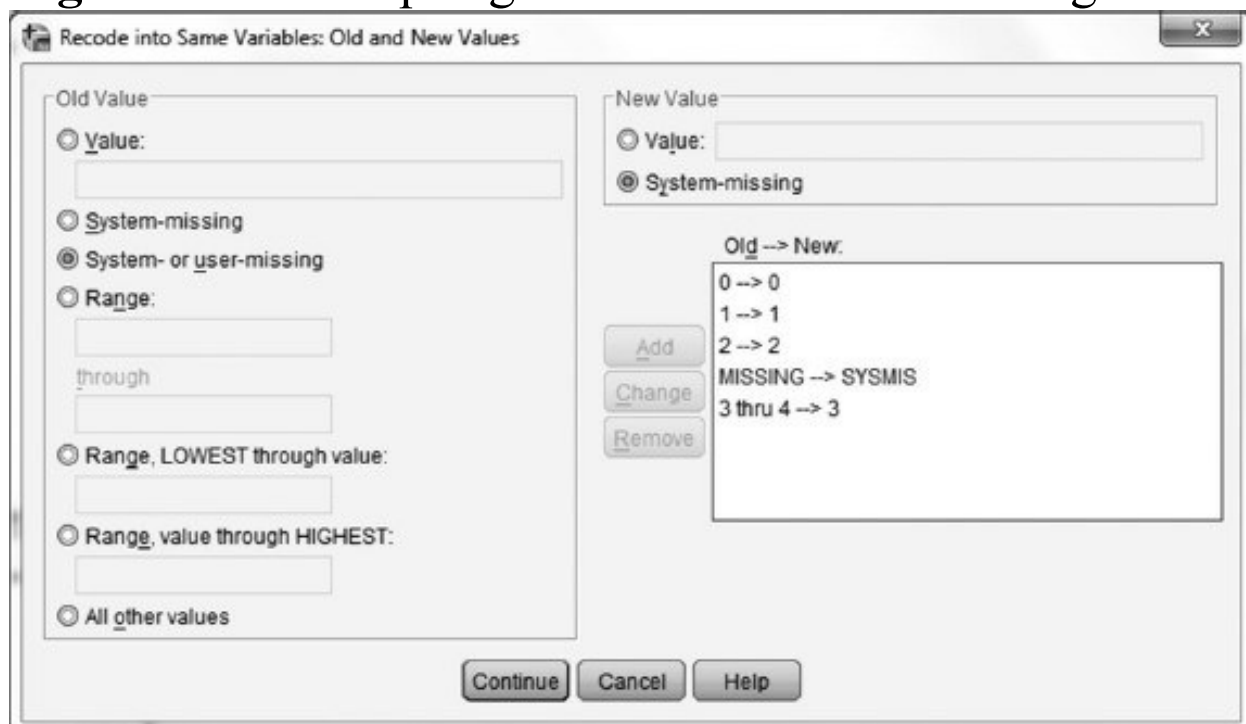 Recode into Same Variables: Old and New Values
Old Value
Value:
System-missing
System- or user-missing
Range:
through
Range, LOWEST through value:
Range, value through HIGHEST:
All other values
New Value
Value:
System-missing
Old --> New:
0 --> 0
1 --> 1
2 --> 2
MISSING --> SYSMIS
3 thru 4 --> 3
Add
Change
Remove
Continue
Cancel
Help